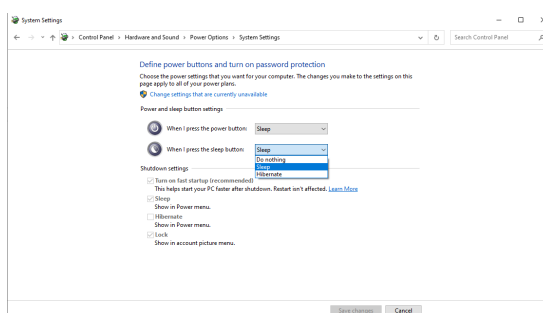 System Settings
Control Panel > Hardware and Sound > Power Options > System Settings
Search Control Panel
Define power buttons and turn on password protection
Choose the power settings that you want for your computer. The changes you make to the settings on this
page apply to all of your power plans.
Change settings that are currently unavailable
Power and sleep button settings
When I press the power button: Sleep
When I press the sleep button: Sleep
Do nothing
Sleep
Hibernate
Shutdown settings
Turn on fast startup (recommended)
This helps start your PC faster after shutdown. Restart isn't affected. Learn More
Sleep
Show in Power menu.
Hibernate
Show in Power menu.
Lock
Show in account picture menu.
Save changes Cancel